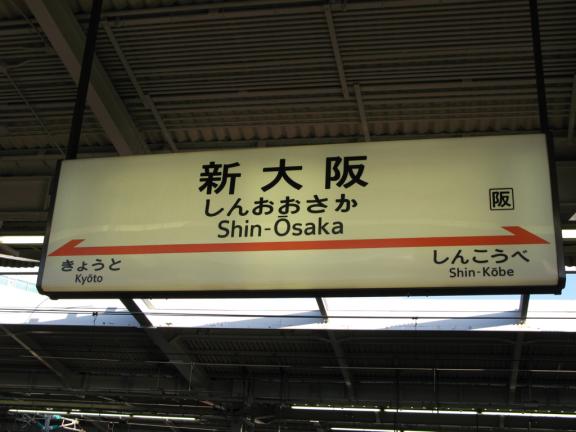 新大阪
しんおおさか
Shin-Ōsaka
阪
きょうと
Kyōto
しんこうべ
Shin-Kōbe